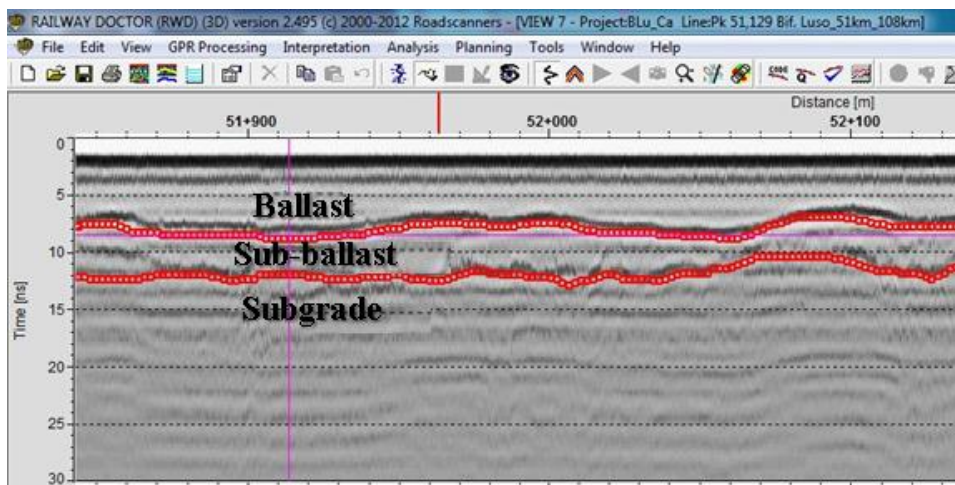 RAILWAY DOCTOR (RWD) (3D) version 2.495 (c) 2000-2012 Roadscanners - [VIEW 7 - Project:BLu_Ca Line:Pk 51,129 Bif. Luso_51km_108km]
File Edit View GPR Processing Interpretation Analysis Planning Tools Window Help
Distance [m]
51+900 52+000 52+100
0
5
Ballast
10
Sub-ballast
Time [ns]
15
Subgrade
20
25
30